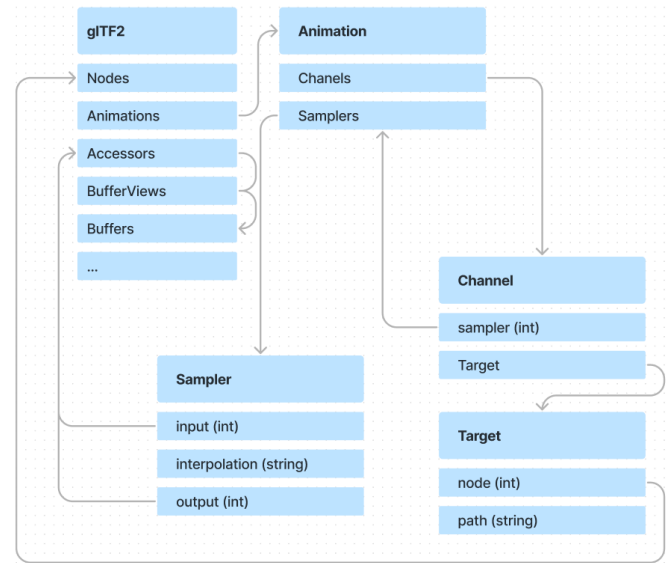 glTF2
Nodes
Animations
Accessors
BufferViews
Buffers
...
Animation
Chanels
Samplers
Channel
sampler (int)
Target
Sampler
input (int)
interpolation (string)
output (int)
Target
node (int)
path (string)